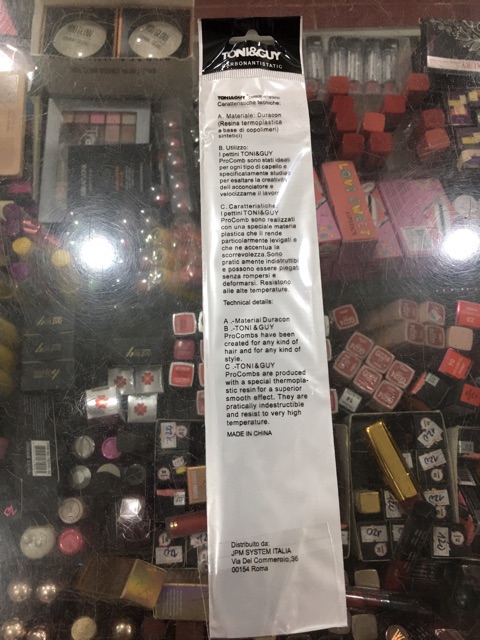 TONI&GUY
CARBONANTISTATIC
TONI&GUY
Caratteristiche tecniche:
A. Materiale: Duracon
(Resina termoplastica
a base di copolimeri
sintetici)
B. Utilizzo:
I pettini TONI&GUY
ProComb sono stati ideati
per ogni tipo di capello e
specificatamente studiati
per esaltare la creatività
dell'acconciatore e
velocizzarne il lavoro
C. Caratteristiche:
I pettini TONI&GUY
ProComb sono realizzati
con una speciale materia
plastica che li rende
particolarmente levigati e
che ne accentua la
scorrevolezza.Sono
pratic amente indistruttibili
e possono essere piegati
senza rompersi e
deformarsi. Resistono
alle alte temperature.
Technical details:
A .-Material Duracon
B .-TONI &GUY
ProCombs have been
created for any kind of
hair and for any kind of
style.
C .-TONI&GUY
ProCombs are produced
with a special thermopla-
stic resin for a superior
smooth effect. They are
pratically indestructible
and resist to very high
temperature.
MADE IN CHINA
Distribuito da:
JPM SYSTEM ITALIA
Via Del Commercio,36
00154 Roma
120
120
120